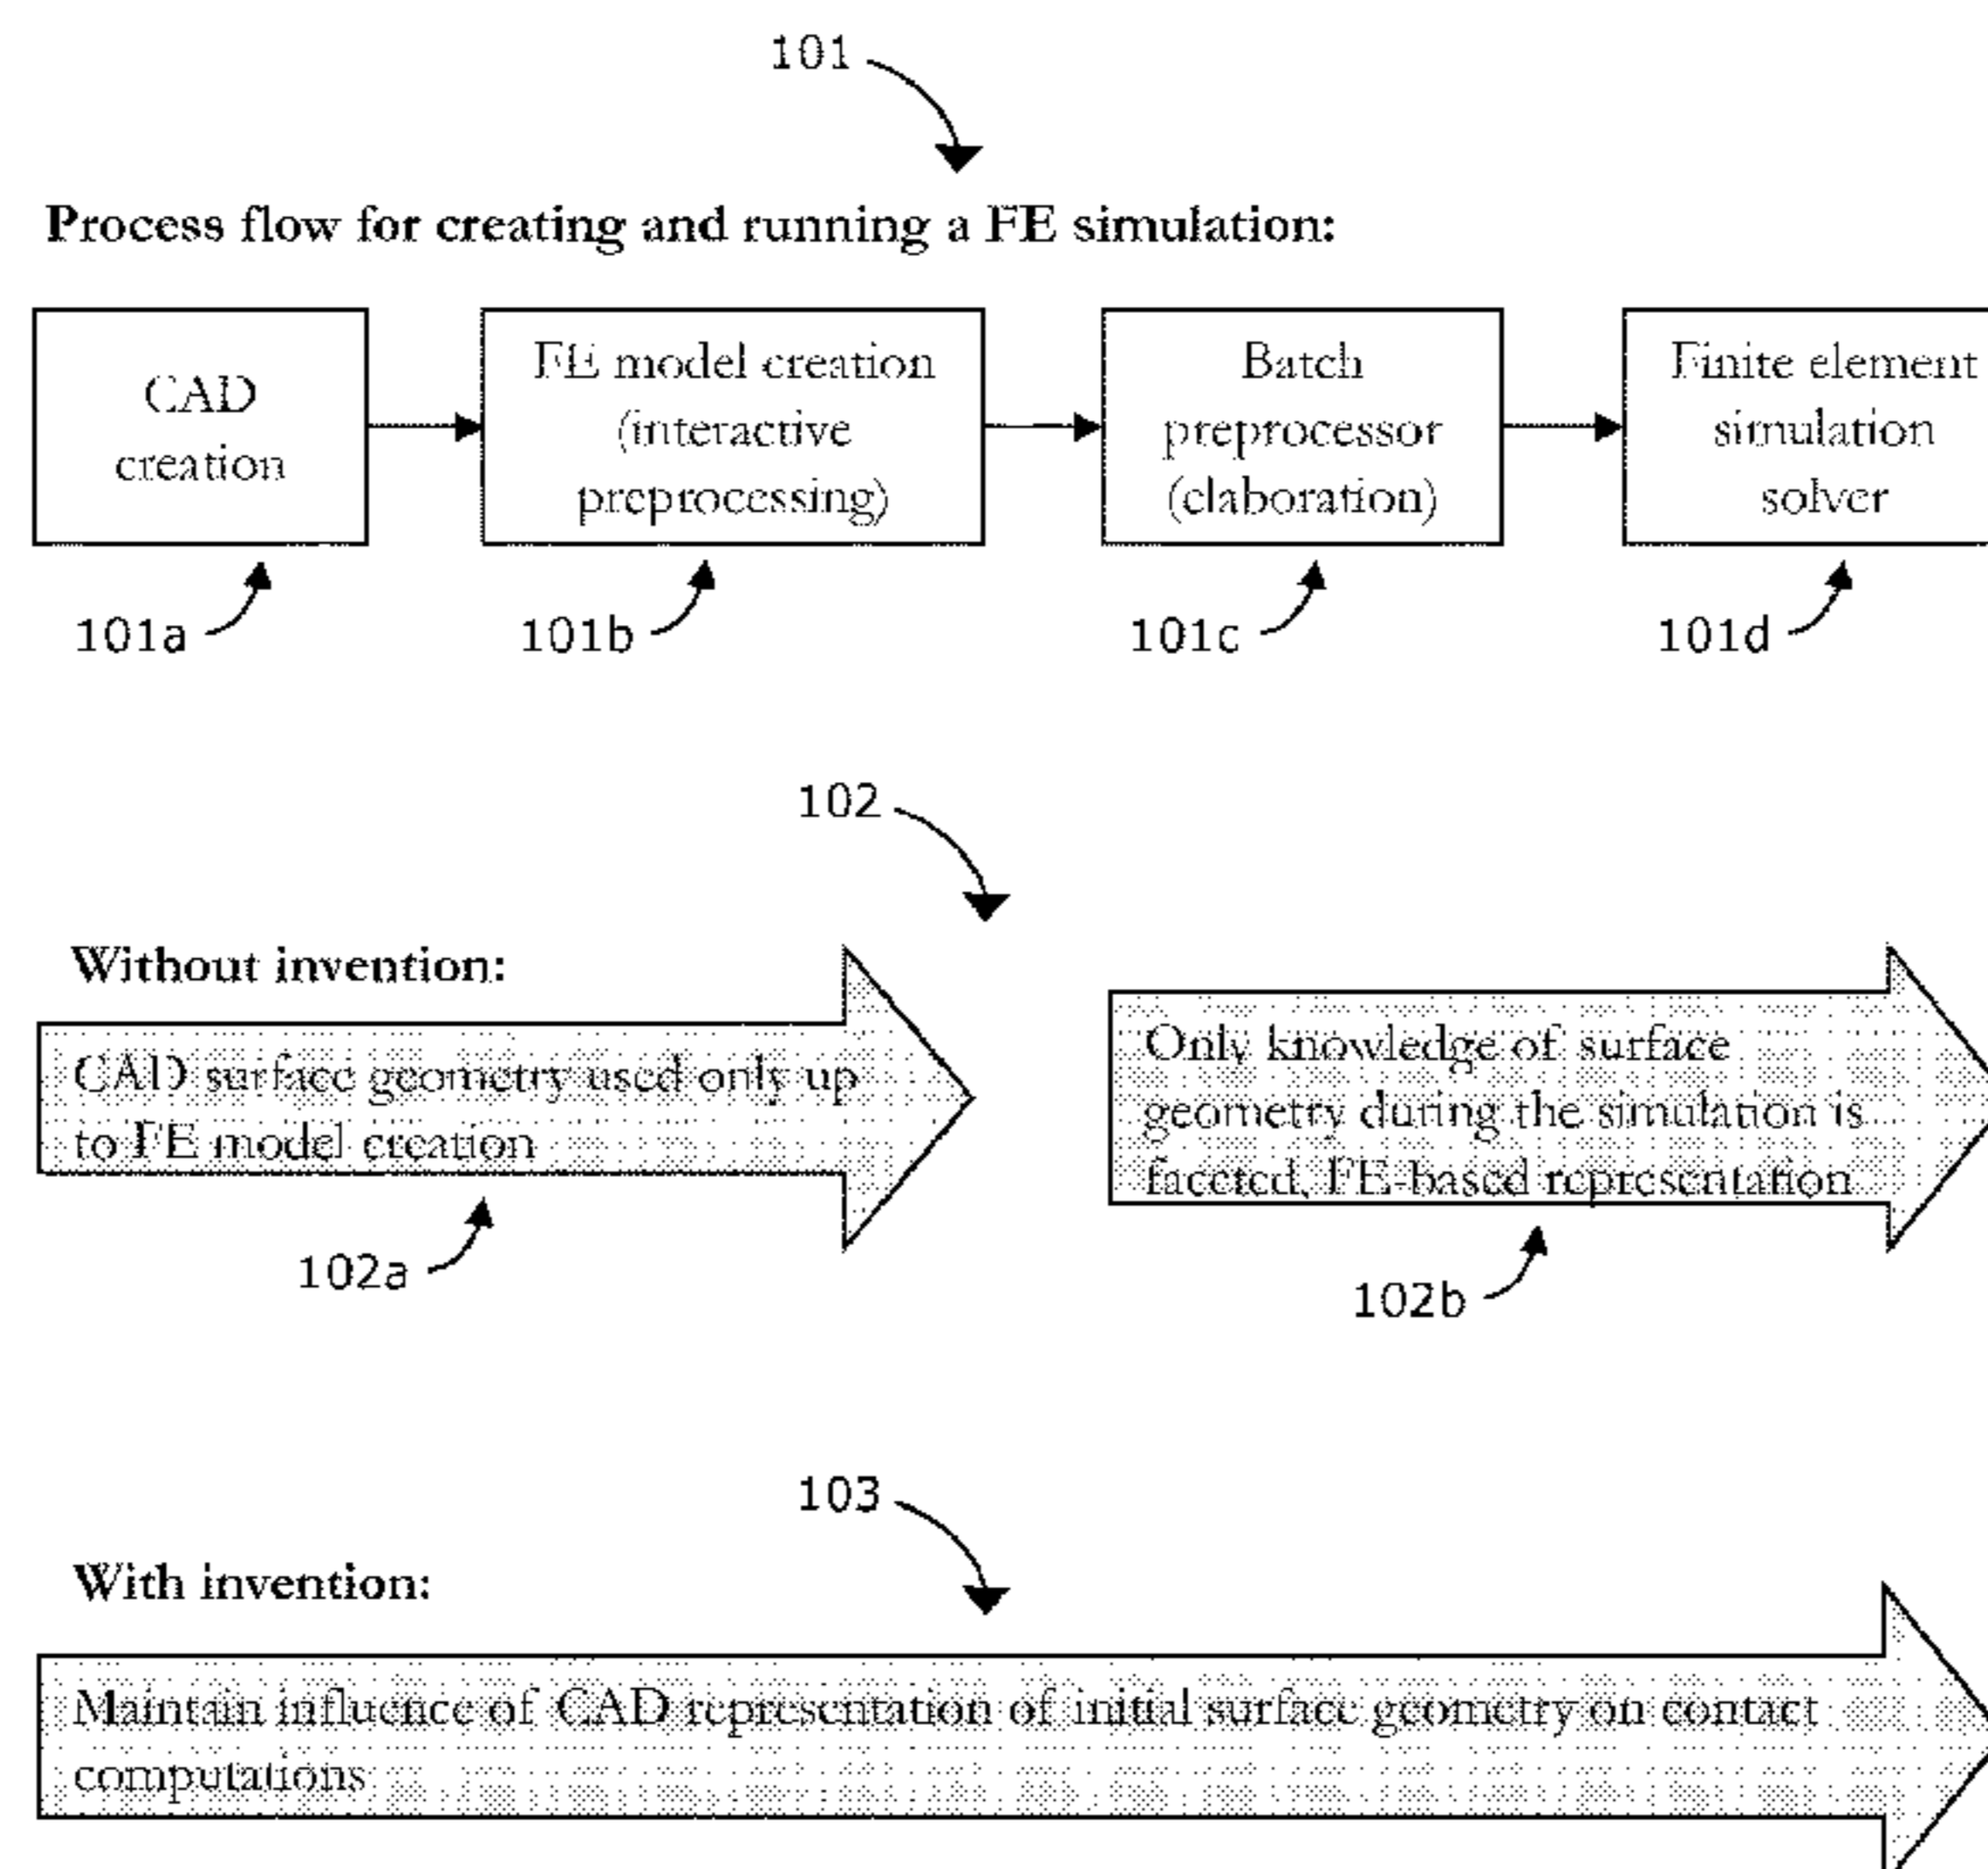 101
Process flow for creating and running a FE simulation:
CAD
creation
FE model creation
(interactive
preprocessing)
Batch
preprocessor
(elaboration)
Finite element
simulation
solver
101a
101b
101c
101d
102
Without invention:
CAD surface geometry used only up
to FE model creation
Only knowledge of surface
geometry during the simulation is
faceted, FE-based representation
102a
102b
103
With invention:
Maintain influence of CAD representation of initial surface geometry on contact
computations